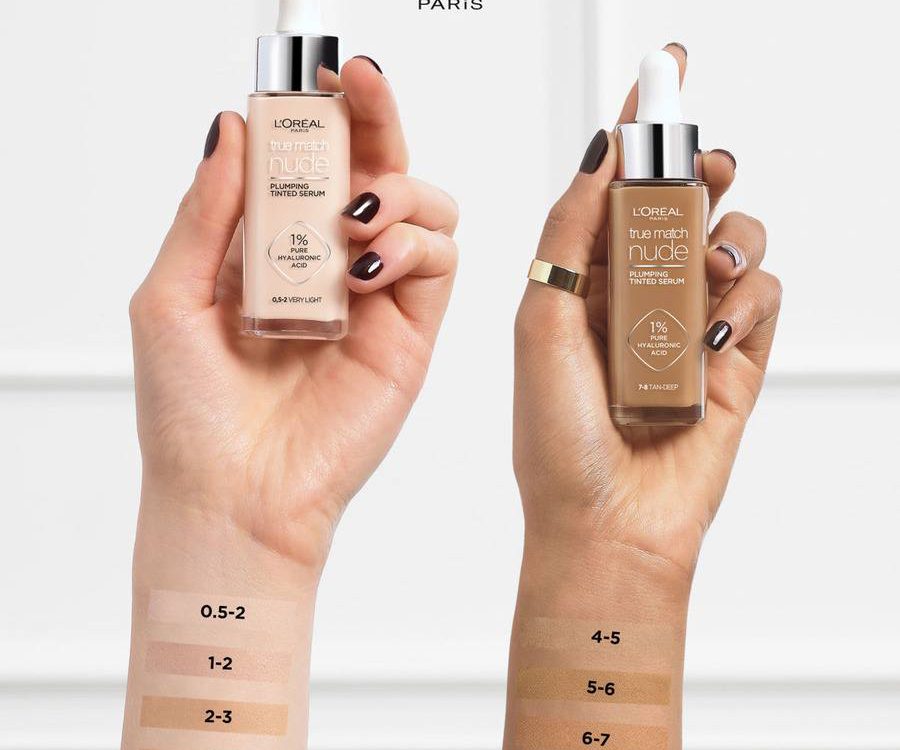 PARiS
L'ORÉAL
PARIS
true match
nude
PLUMPING
TINTED SERUM
1%
PURE
HYALURONIC
ACID
0,5-2 VERY LIGHT
L'ORÉAL
PARIS
true match
nude
PLUMPING
TINTED SERUM
1%
PURE
HYALURONIC
ACID
7-8 TAN-DEEP
0.5-2
1-2
2-3
4-5
5-6
6-7